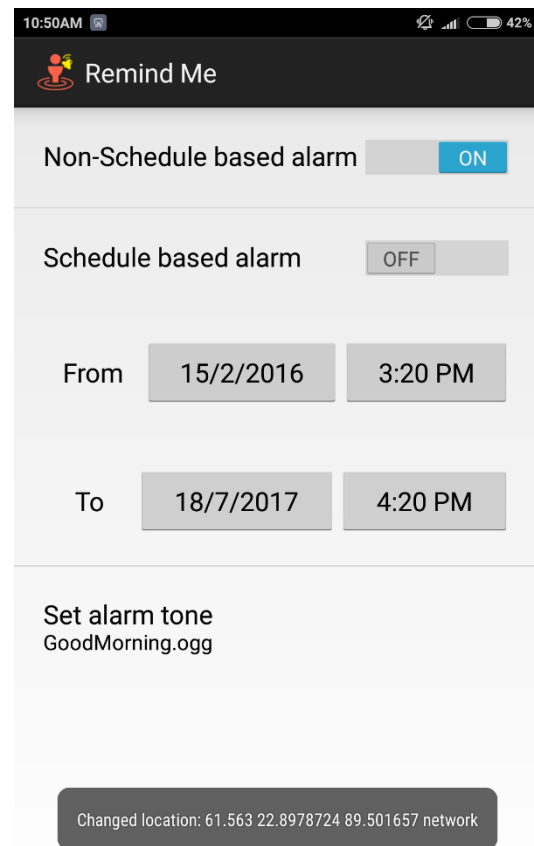 10:50AM 42%
Remind Me
Non-Schedule based alarm ON
Schedule based alarm OFF
From 15/2/2016 3:20 PM
To 18/7/2017 4:20 PM
Set alarm tone
GoodMorning.ogg
Changed location: 61.563 22.8978724 89.501657 network